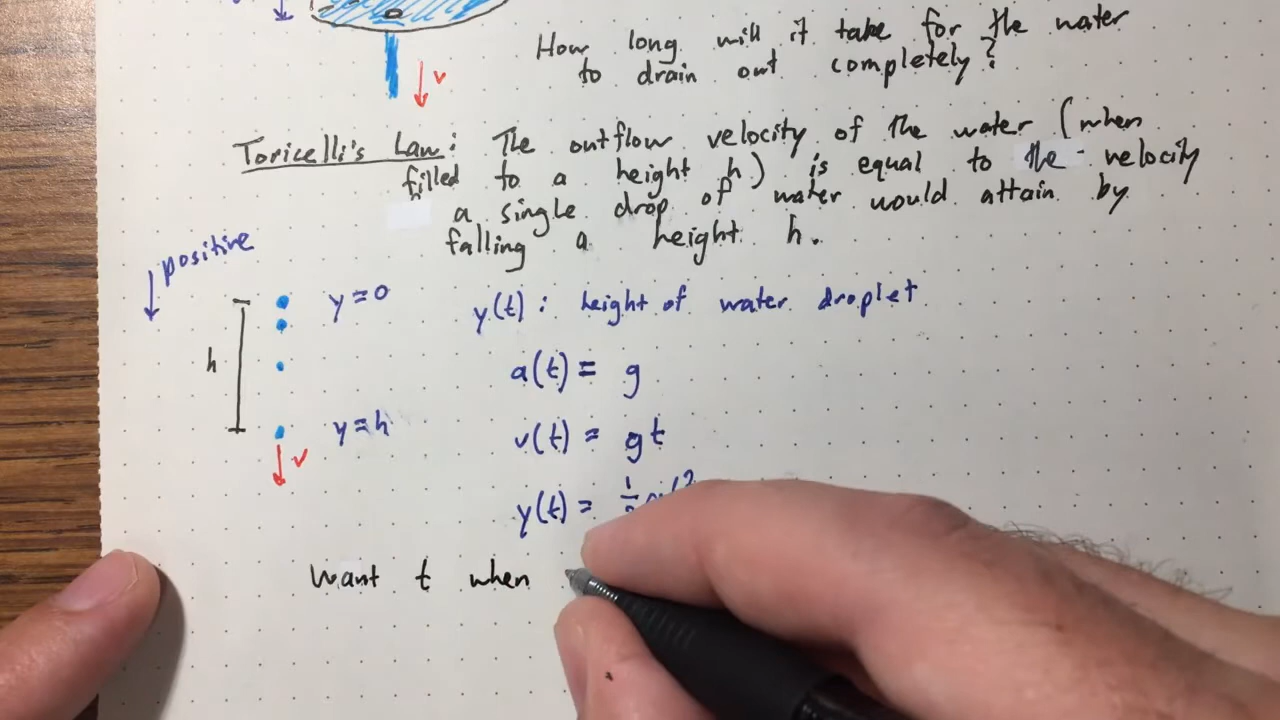 How long will it take for the water
to drain out completely?
v
Toricelli's Law: The outflow velocity of the water (when
filled to a height h) is equal to the velocity
a single drop of water would attain by
falling a height h.
positive
y=0
y(t): height of water droplet
h
a(t) = g
y=h
v(t) = gt
v
y(t) = 1/2
want t when